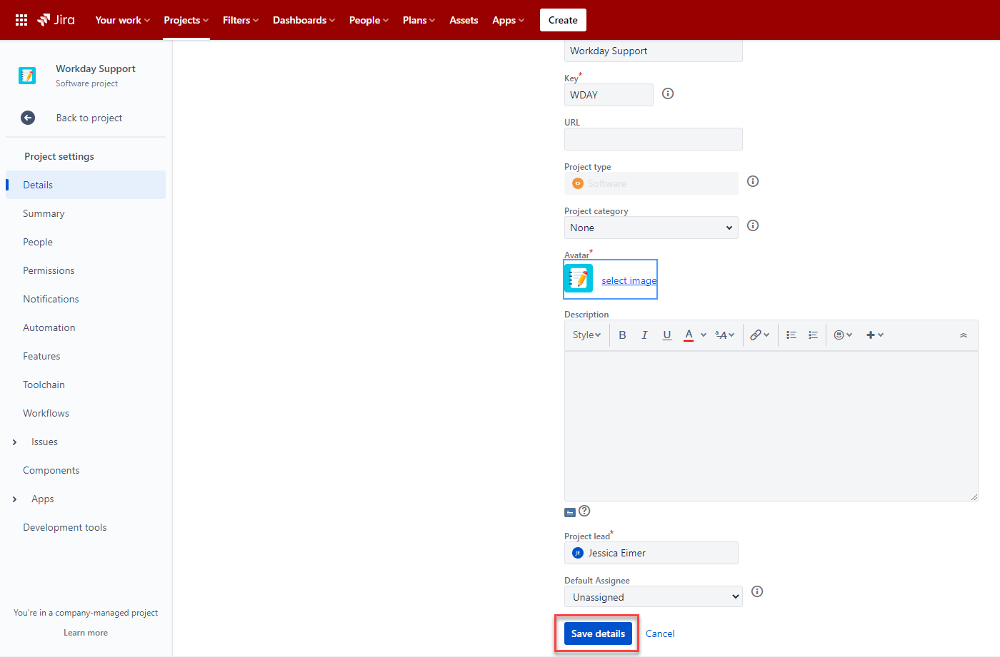 Jira Your work Projects Filters Dashboards People Plans Assets Apps Create
Workday Support
Software project
Back to project
Project settings
Details
Summary
People
Permissions
Notifications
Automation
Features
Toolchain
Workflows
Issues
Components
Apps
Development tools
You're in a company-managed project
Learn more
Workday Support
Key*
WDAY
URL
Project type
Software
Project category
None
Avatar*
select image
Description
Style B I U A ªA
Project lead*
JE Jessica Eimer
Default Assignee
Unassigned
Save details Cancel